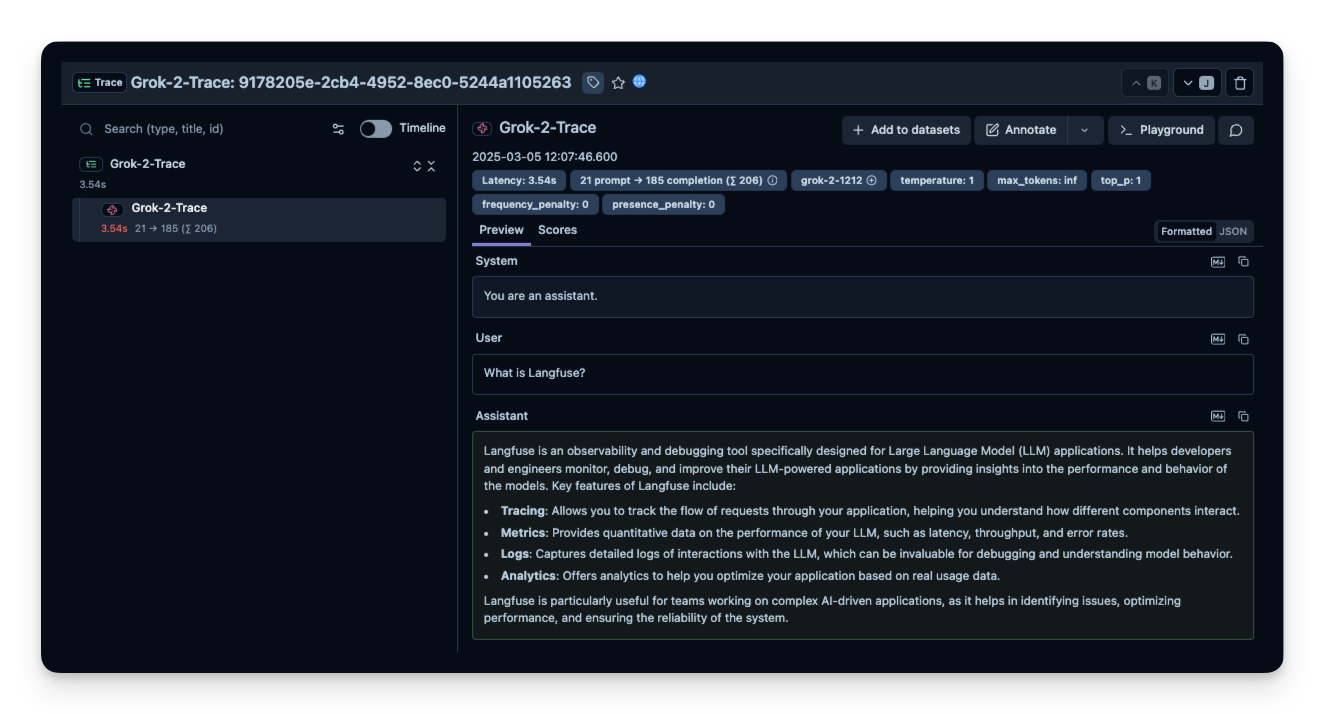 Trace Grok-2-Trace: 9178205e-2cb4-4952-8ec0-5244a1105263 K J
Search (type, title, id) Timeline
Grok-2-Trace
3.54s
Grok-2-Trace
3.54s 21 → 185 (∑ 206)
Grok-2-Trace Add to datasets Annotate Playground
2025-03-05 12:07:46.600
Latency: 3.54s 21 prompt → 185 completion (∑ 206) grok-2-1212 temperature: 1 max_tokens: inf top_p: 1
frequency_penalty: 0 presence_penalty: 0
Preview Scores Formatted JSON
System
You are an assistant.
User
What is Langfuse?
Assistant
Langfuse is an observability and debugging tool specifically designed for Large Language Model (LLM) applications. It helps developers
and engineers monitor, debug, and improve their LLM-powered applications by providing insights into the performance and behavior of
the models. Key features of Langfuse include:
• Tracing: Allows you to track the flow of requests through your application, helping you understand how different components interact.
• Metrics: Provides quantitative data on the performance of your LLM, such as latency, throughput, and error rates.
• Logs: Captures detailed logs of interactions with the LLM, which can be invaluable for debugging and understanding model behavior.
• Analytics: Offers analytics to help you optimize your application based on real usage data.
Langfuse is particularly useful for teams working on complex AI-driven applications, as it helps in identifying issues, optimizing
performance, and ensuring the reliability of the system.